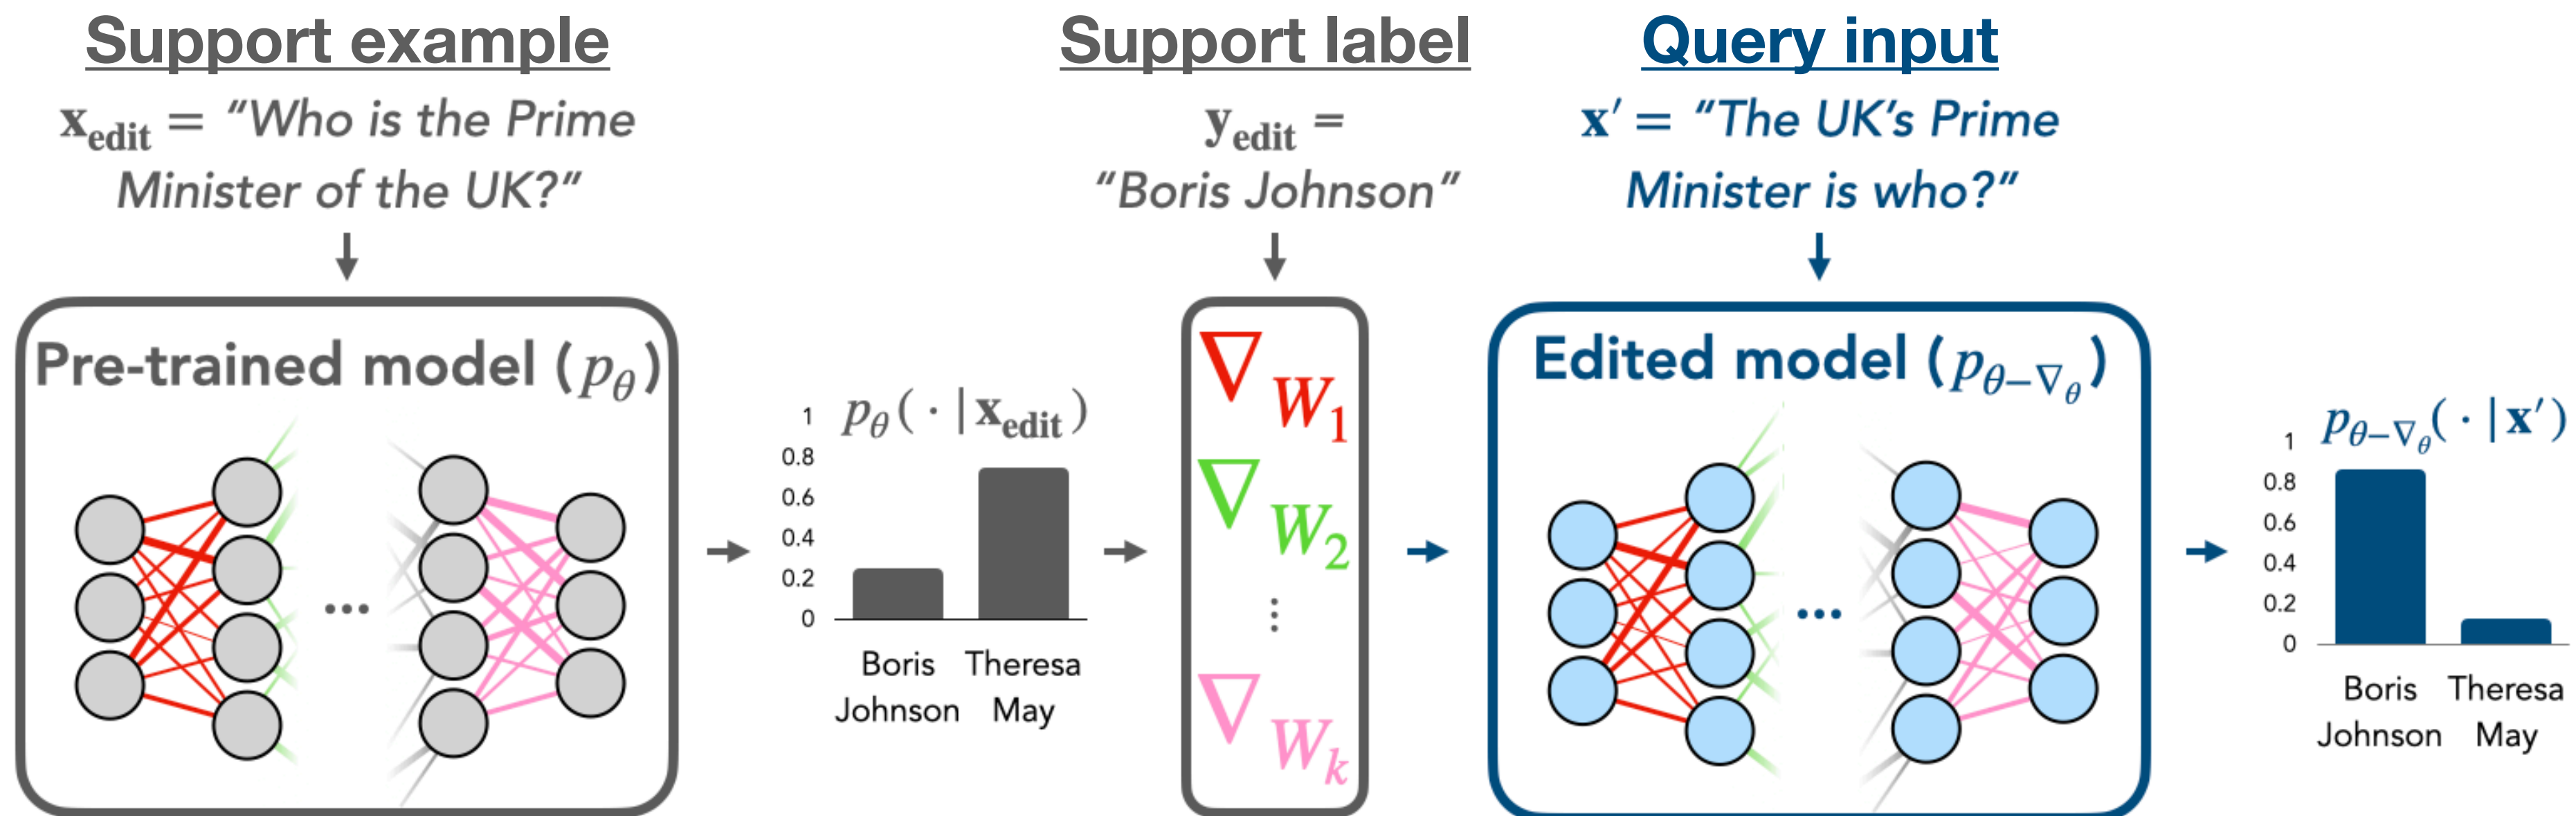 Support example
x_edit = “Who is the Prime
Minister of the UK?”
Pre-trained model (p_θ)
...
p_θ( · | x_edit )
1
0.8
0.6
0.4
0.2
0
Boris Theresa
Johnson May
Support label
y_edit =
“Boris Johnson”
∇ W_1
∇ W_2
⋮
∇ W_k
Query input
x′ = “The UK’s Prime
Minister is who?”
Edited model (p_θ−∇_θ)
...
p_θ−∇_θ( · | x′)
1
0.8
0.6
0.4
0.2
0
Boris Theresa
Johnson May